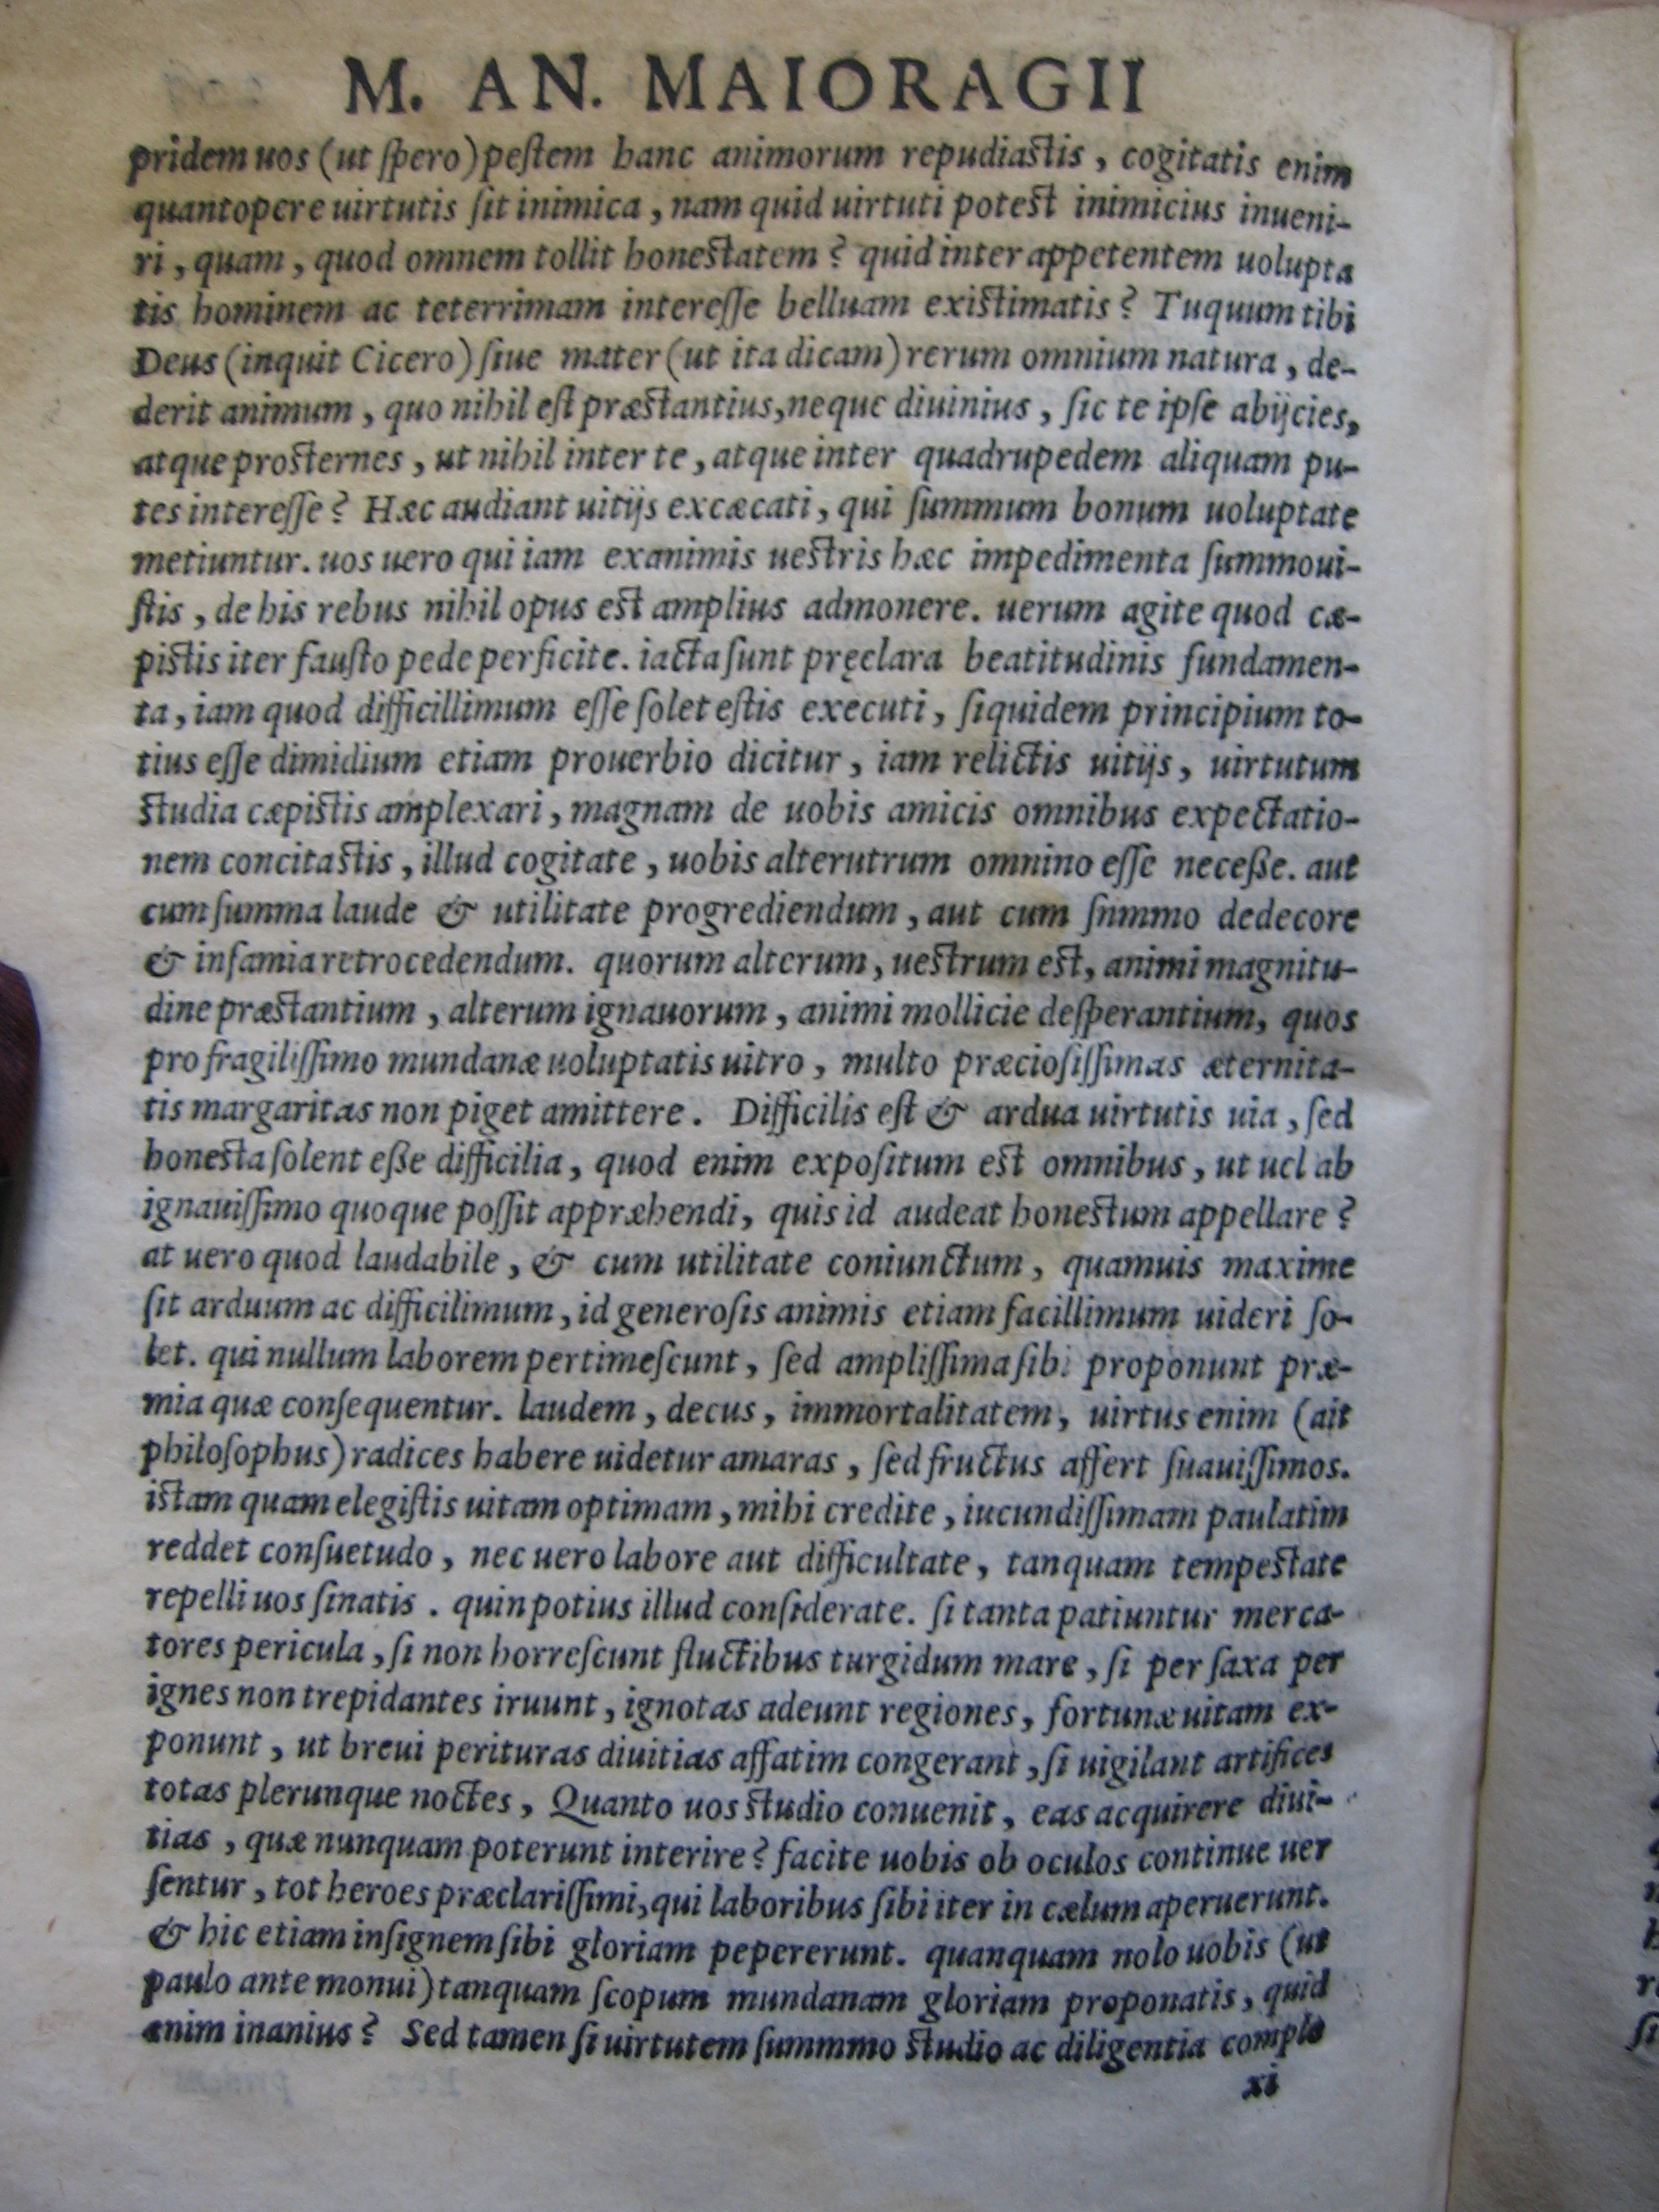 M. AN. MAIORAGII
pridem uos (ut ſpero) peſtem hanc animorum repudiaſtis, cogitatis enim
quantopere uirtutis ſit inimica, nam quid uirtuti poteſt inimicius inueni-
ri, quam, quod omnem tollit honeſtatem? quid inter appetentem uolupta
tis hominem ac teterrimam intereſſe belluam exiſtimatis? Tu quum tibi
Deus (inquit Cicero) ſiue mater (ut ita dicam) rerum omnium natura, de-
derit animum, quo nihil eſt præſtantius, neque diuinius, ſic te ipſe abijcies,
atque proſternes, ut nihil inter te, atque inter quadrupedem aliquam pu-
tes intereſſe? Hæc audiant uitijs excæcati, qui ſummum bonum uoluptate
metiuntur. uos uero qui iam exanimis ueſtris hæc impedimenta ſummoui-
ſtis, de his rebus nihil opus eſt amplius admonere. uerum agite quod cæ-
piſtis iter fauſto pede perficite. iacta ſunt pręclara beatitudinis fundamen-
ta, iam quod difficillimum eſſe ſolet eſtis executi, ſiquidem principium to-
tius eſſe dimidium etiam prouerbio dicitur, iam relictis uitijs, uirtutum
ſtudia cæpiſtis amplexari, magnam de uobis amicis omnibus expectatio-
nem concitaſtis, illud cogitate, uobis alterutrum omnino eſſe neceße. aut
cum ſumma laude & utilitate progrediendum, aut cum ſnmmo dedecore
& infamia retrocedendum. quorum alterum, ueſtrum eſt, animi magnitu-
dine præſtantium, alterum ignauorum, animi mollicie deſperantium, quos
pro fragiliſſimo mundanæ uoluptatis uitro, multo præcioſiſſimas æternita-
tis margaritas non piget amittere. Difficilis eſt & ardua uirtutis uia, ſed
honeſta ſolent eße difficilia, quod enim expoſitum eſt omnibus, ut uel ab
ignauiſſimo quoque poſſit appræhendi, quis id audeat honeſtum appellare?
at uero quod laudabile, & cum utilitate coniunctum, quamuis maxime
ſit arduum ac difficilimum, id generoſis animis etiam facillimum uideri ſo-
let. qui nullum laborem pertimeſcunt, ſed ampliſſima ſibi proponunt præ-
mia quæ conſequentur. laudem, decus, immortalitatem, uirtus enim (ait
philoſophus) radices habere uidetur amaras, ſed fructus affert ſuauiſſimos.
iſtam quam elegiſtis uitam optimam, mihi credite, iucundiſſimam paulatim
reddet conſuetudo, nec uero labore aut difficultate, tanquam tempeſtate
repelli uos ſinatis. quin potius illud conſiderate. ſi tanta patiuntur merca-
tores pericula, ſi non horreſcunt fluctibus turgidum mare, ſi per ſaxa per
ignes non trepidantes iruunt, ignotas adeunt regiones, fortunæ uitam ex-
ponunt, ut breui perituras diuitias affatim congerant, ſi uigilant artifices
totas plerunque noctes, Quanto uos ſtudio conuenit, eas acquirere diui-
tias, quæ nunquam poterunt interire? facite uobis ob oculos continue uer
ſentur, tot heroes præclariſſimi, qui laboribus ſibi iter in cælum aperuerunt.
& hic etiam inſignem ſibi gloriam pepererunt. quanquam nolo uobis (ut
paulo ante monui) tanquam ſcopum mundanam gloriam proponatis, quid
enim inanius? Sed tamen ſi uirtutem ſummmo ſtudio ac diligentia comple
xi